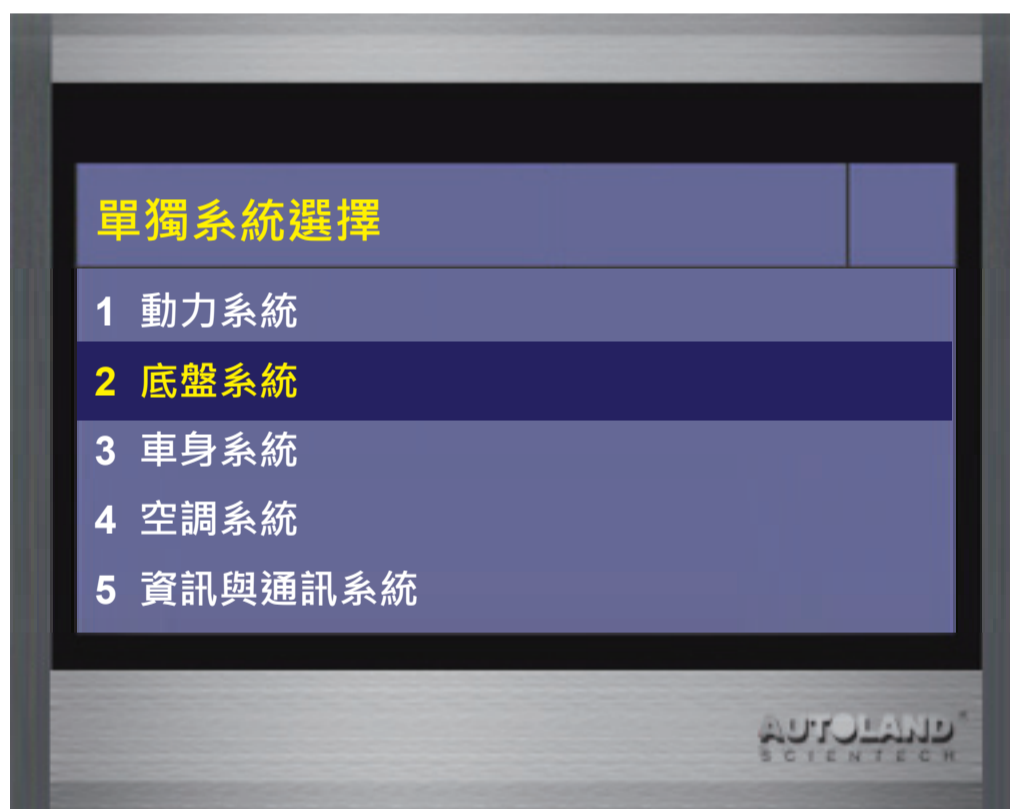 單獨系統選擇
1 動力系統
2 底盤系統
3 車身系統
4 空調系統
5 資訊與通訊系統
AUTOLAND
SCIENTECH